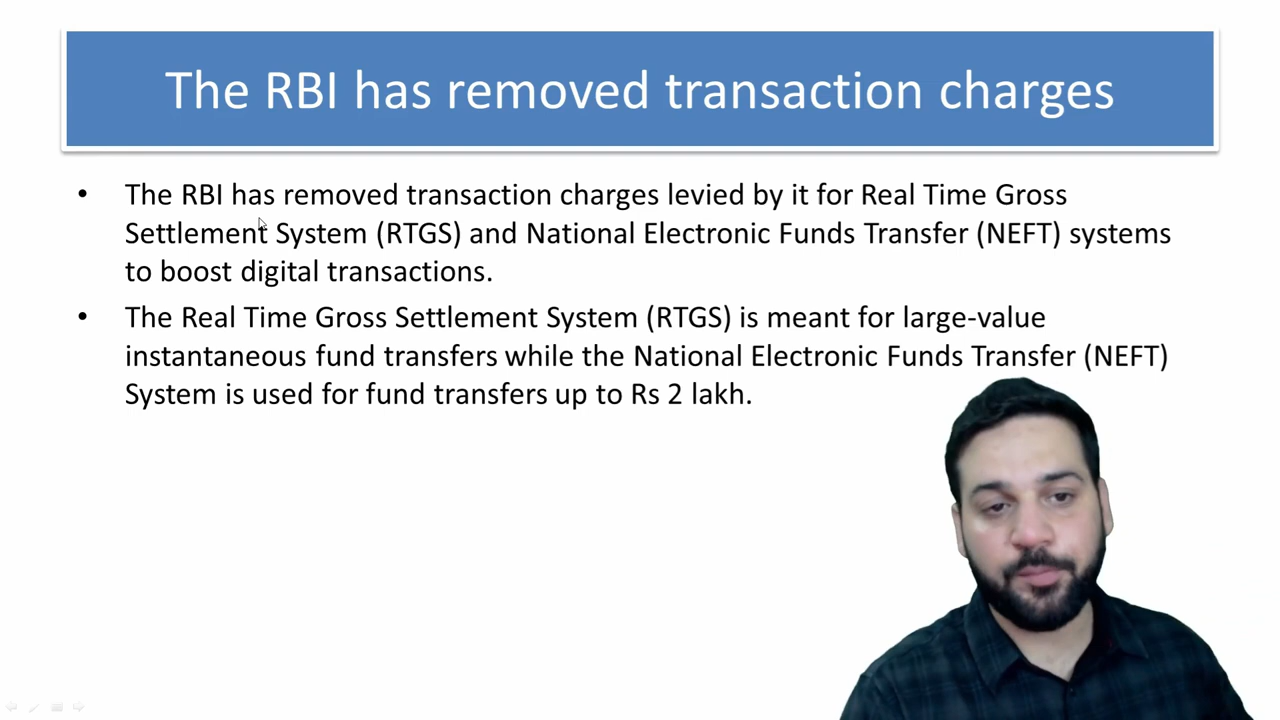 The RBI has removed transaction charges
• The RBI has removed transaction charges levied by it for Real Time Gross
Settlement System (RTGS) and National Electronic Funds Transfer (NEFT) systems
to boost digital transactions.
• The Real Time Gross Settlement System (RTGS) is meant for large-value
instantaneous fund transfers while the National Electronic Funds Transfer (NEFT)
System is used for fund transfers up to Rs 2 lakh.